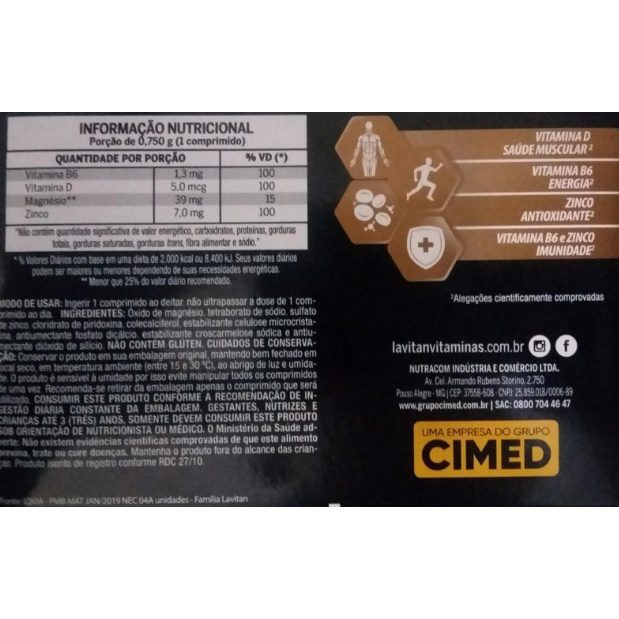 INFORMAÇÃO NUTRICIONAL
Porção de 0,750 g (1 comprimido)
QUANTIDADE POR PORÇÃO % VD (*)
Vitamina B6 1,3 mg 100
Vitamina D 5,0 mcg 100
Magnésio** 39 mg 15
Zinco 7,0 mg 100
"Não contém quantidade significativa de valor energético, carboidratos, proteínas, gorduras
totais, gorduras saturadas, gorduras trans, fibra alimentar e sódio."
* % Valores Diários com base em uma dieta de 2.000 kcal ou 8.400 kJ. Seus valores diários
podem ser maiores ou menores dependendo de suas necessidades energéticas.
** Menor que 25% do valor diário recomendado.
MODO DE USAR: Ingerir 1 comprimido ao deitar não ultrapassar a dose de 1 com-
primido ao dia. INGREDIENTES: Óxido de magnésio, tetraborato de sódio, sulfato
de zinco, cloridrato de piridoxina, colecalciferol, estabilizante celulose microcrista-
lina, antiumectante fosfato dicálcio, estabilizante croscarmelose sódica e antiu-
mectante dióxido de silício. NÃO CONTÉM GLÚTEN. CUIDADOS DE CONSERVA-
ÇÃO: Conservar o produto em sua embalagem original, mantendo bem fechado em
local seco, em temperatura ambiente (entre 15 e 30 °C), ao abrigo de luz e umida-
de. O produto é sensível à umidade por isso evite manipular todos os comprimidos
de uma vez. Recomenda-se retirar da embalagem apenas o comprimido que será
utilizado. CONSUMIR ESTE PRODUTO CONFORME A RECOMENDAÇÃO DE IN-
GESTÃO DIÁRIA CONSTANTE DA EMBALAGEM. GESTANTES, NUTRIZES E
CRIANÇAS ATÉ 3 (TRÊS) ANOS, SOMENTE DEVEM CONSUMIR ESTE PRODUTO
SOB ORIENTAÇÃO DE NUTRICIONISTA OU MÉDICO. O Ministério da Saúde ad-
verte: Não existem evidências científicas comprovadas de que este alimento
previna, trate ou cure doenças. Mantenha o produto fora do alcance das crian-
ças. Produto isento de registro conforme RDC 27/10.
Fonte: IQVIA - PMB MAT JAN/2019 NEC 04A unidades - Família Lavitan
VITAMINA D
SAÚDE MUSCULAR²
VITAMINA B6
ENERGIA²
ZINCO
ANTIOXIDANTE²
VITAMINA B6 e ZINCO
IMUNIDADE²
²Alegações cientificamente comprovadas
lavitanvitaminas.com.br
NUTRACOM INDÚSTRIA E COMÉRCIO LTDA.
Av. Cel. Armando Rubens Storino, 2.750
Pouso Alegre - MG | CEP: 37558-608 - CNPJ: 25.859.018/0006-89
www.grupocimed.com.br | SAC: 0800 704 46 47
UMA EMPRESA DO GRUPO
CIMED